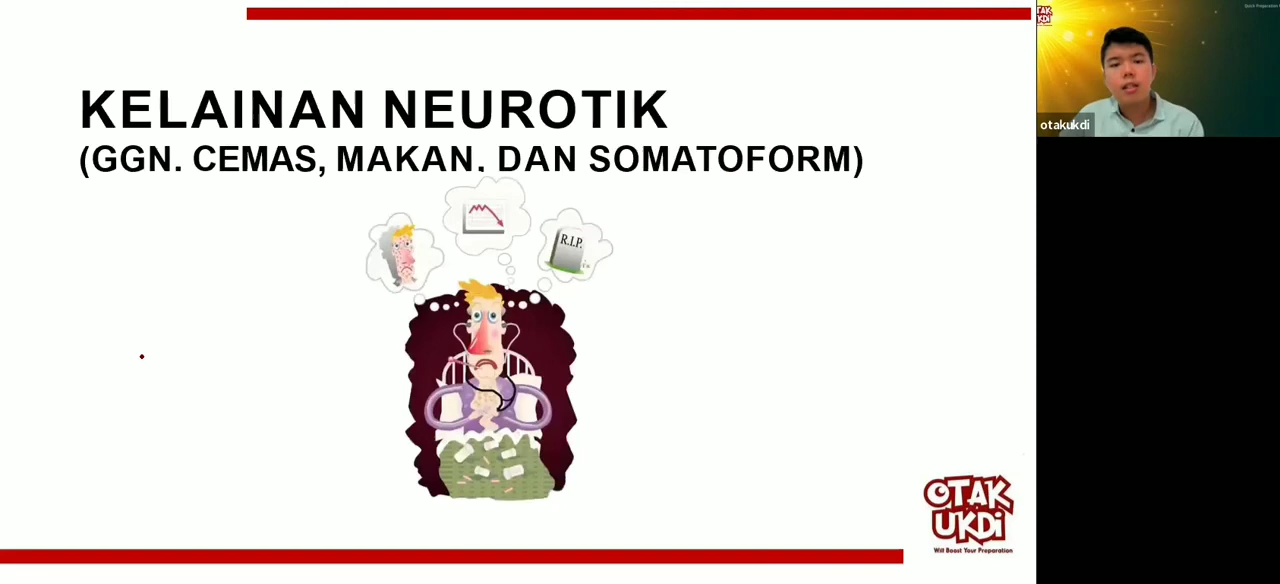 KELAINAN NEUROTIK
(GGN. CEMAS, MAKAN, DAN SOMATOFORM)
R.I.P.
OTAK
UKDi
Will Boost Your Preparation
otakukdi